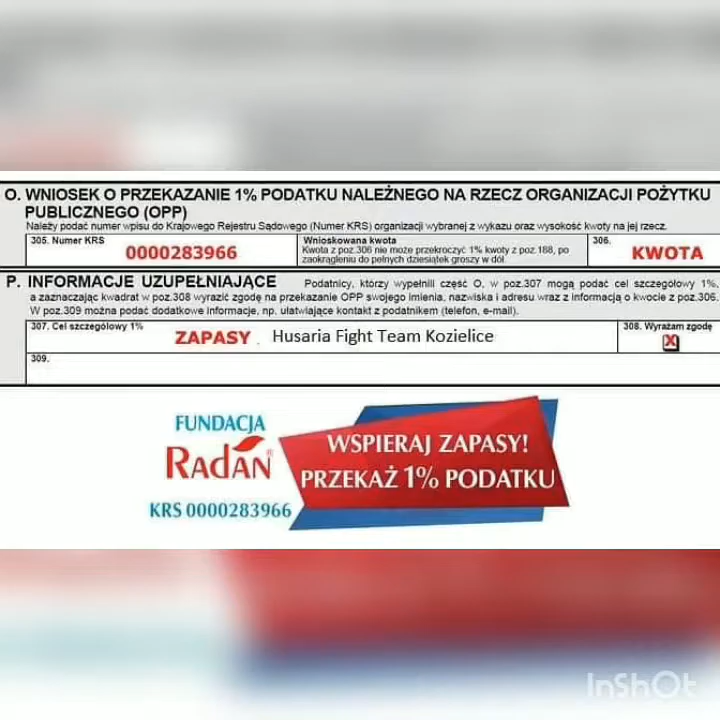 O. WNIOSEK O PRZEKAZANIE 1% PODATKU NALEŻNEGO NA RZECZ ORGANIZACJI POŻYTKU
PUBLICZNEGO (OPP)
Należy podać numer wpisu do Krajowego Rejestru Sądowego (Numer KRS) organizacji wybranej z wykazu oraz wysokość kwoty na jej rzecz.
305. Numer KRS
0000283966
Wnioskowana kwota
Kwota z poz.306 nie może przekroczyć 1% kwoty z poz.188, po
zaokrągleniu do pełnych dziesiątek groszy w dół.
306.
KWOTA
P. INFORMACJE UZUPEŁNIAJĄCE Podatnicy, którzy wypełnili część O, w poz.307 mogą podać cel szczegółowy 1%,
a zaznaczając kwadrat w poz.308 wyrazić zgodę na przekazanie OPP swojego imienia, nazwiska i adresu wraz z informacją o kwocie z poz.306.
W poz.309 można podać dodatkowe informacje, np. ułatwiające kontakt z podatnikiem (telefon, e-mail).
307. Cel szczegółowy 1%
ZAPASY . Husaria Fight Team Kozielice
308. Wyrażam zgodę
X
309.
FUNDACJA
RadAN®
KRS 0000283966
WSPIERAJ ZAPASY!
PRZEKAŻ 1% PODATKU
InShOt